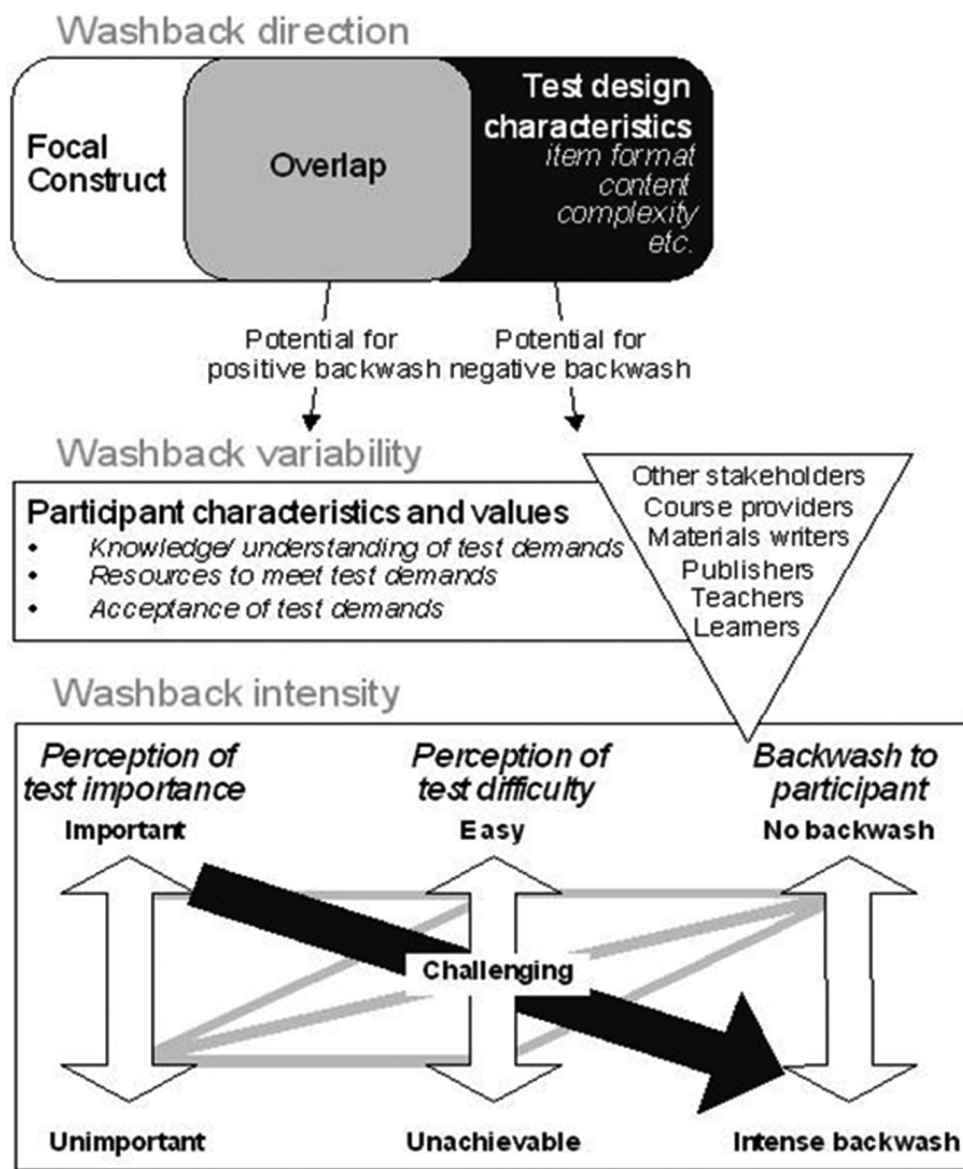 Washback direction
Focal
Construct
Overlap
Test design
characteristics
item format
content
complexity
etc.
Potential for
positive backwash
Potential for
negative backwash
Washback variability
Participant characteristics and values
• Knowledge/ understanding of test demands
• Resources to meet test demands
• Acceptance of test demands
Other stakeholders
Course providers
Materials writers
Publishers
Teachers
Learners
Washback intensity
Perception of
test importance
Important
Unimportant
Perception of
test difficulty
Easy
Challenging
Unachievable
Backwash to
participant
No backwash
Intense backwash